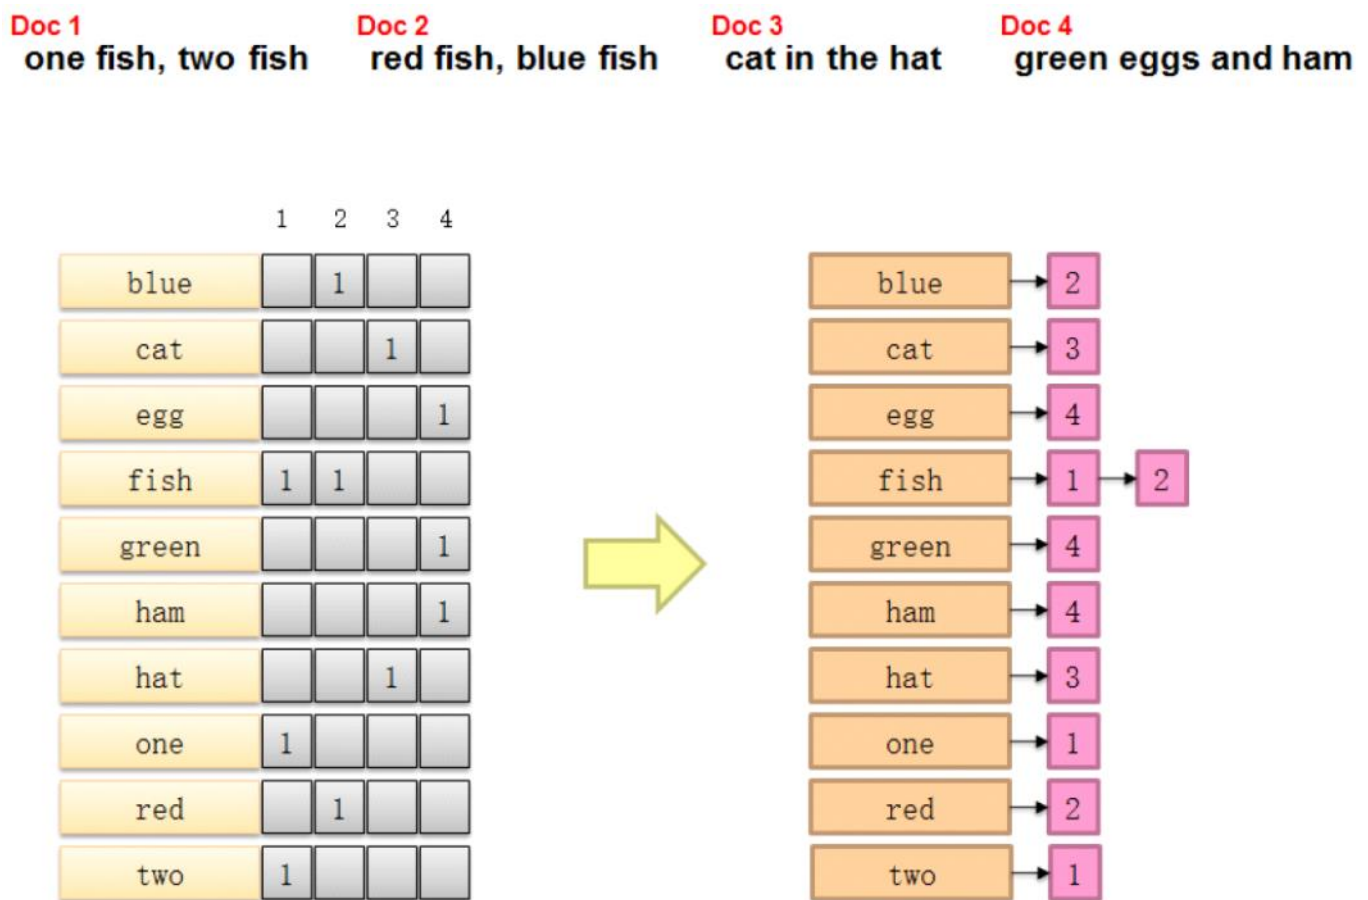 Doc 1 Doc 2 Doc 3 Doc 4
one fish, two fish red fish, blue fish cat in the hat green eggs and ham
1 2 3 4
blue 1 blue 2
cat 1 cat 3
egg 1 egg 4
fish 1 1 fish 1 2
green 1 green 4
ham 1 ham 4
hat 1 hat 3
one 1 one 1
red 1 red 2
two 1 two 1